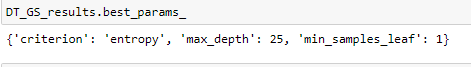 DT_GS_results.best_params_
{'criterion': 'entropy', 'max_depth': 25, 'min_samples_leaf': 1}